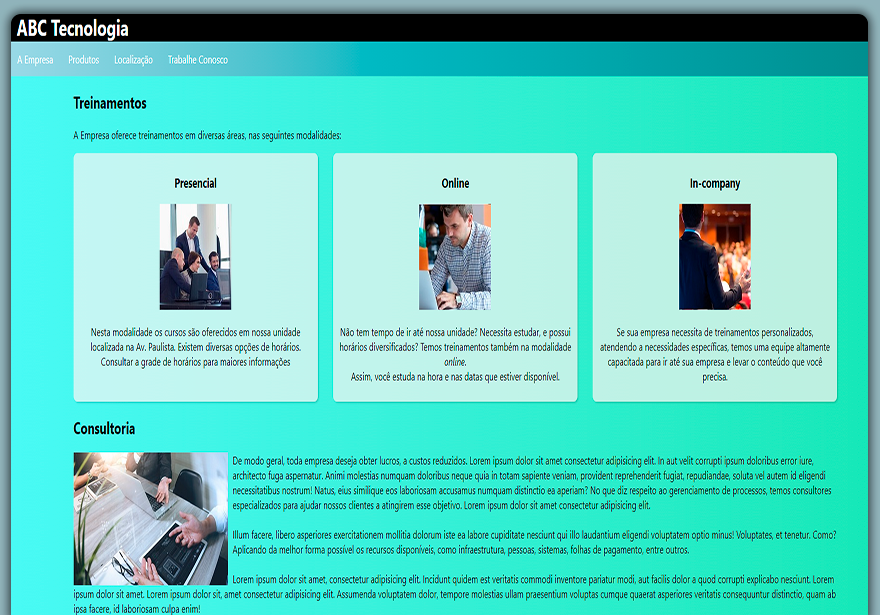 ABC Tecnologia
A Empresa Produtos Localização Trabalhe Conosco
Treinamentos
A Empresa oferece treinamentos em diversas áreas, nas seguintes modalidades:
Presencial
Nesta modalidade os cursos são oferecidos em nossa unidade
localizada na Av. Paulista. Existem diversas opções de horários.
Consultar a grade de horários para maiores informações
Online
Não tem tempo de ir até nossa unidade? Necessita estudar, e possui
horários diversificados? Temos treinamentos também na modalidade
online.
Assim, você estuda na hora e nas datas que estiver disponível.
In-company
Se sua empresa necessita de treinamentos personalizados,
atendendo a necessidades específicas, temos uma equipe altamente
capacitada para ir até sua empresa e levar o conteúdo que você
precisa.
Consultoria
De modo geral, toda empresa deseja obter lucros, a custos reduzidos. Lorem ipsum dolor sit amet consectetur adipisicing elit. In aut velit corrupti ipsum doloribus error iure,
architecto fuga aspernatur. Animi molestias numquam doloribus neque quia in totam sapiente veniam, provident reprehenderit fugiat, repudiandae, soluta vel autem id eligendi
necessitatibus nostrum! Natus, eius similique eos laboriosam accusamus numquam distinctio ea aperiam? No que diz respeito ao gerenciamento de processos, temos consultores
especializados para ajudar nossos clientes a atingirem esse objetivo. Lorem ipsum dolor sit amet consectetur adipisicing elit.
Illum facere, libero asperiores exercitationem mollitia dolorum iste ea labore cupiditate nesciunt qui illo laudantium eligendi voluptatem optio minus! Voluptates, et tenetur. Como?
Aplicando da melhor forma possível os recursos disponíveis, como infraestrutura, pessoas, sistemas, folhas de pagamento, entre outros.
Lorem ipsum dolor sit amet, consectetur adipisicing elit. Incidunt quidem est veritatis commodi inventore pariatur modi, aut facilis dolor a quod corrupti explicabo nesciunt. Lorem
ipsum dolor sit, amet consectetur adipisicing elit. Assumenda voluptatem dolor, tempore molestias ullam praesentium voluptas cumque quaerat asperiores veritatis consequuntur distinctio, quam ab
ipsa facere, id laboriosam culpa enim!